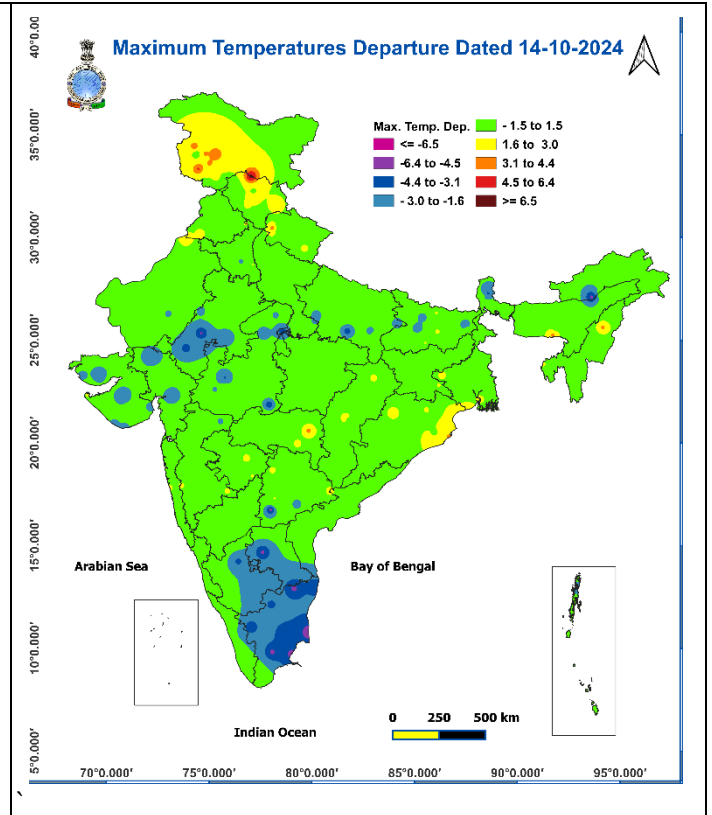 Maximum Temperatures Departure Dated 14-10-2024
Max. Temp. Dep.
<= -6.5
-6.4 to -4.5
-4.4 to -3.1
- 3.0 to -1.6
- 1.5 to 1.5
1.6 to 3.0
3.1 to 4.4
4.5 to 6.4
>= 6.5
40°0.00
35°0.000'
30°0.000'
25°0.000'
20°0.000'
15°0.000'
10°0.000'
5°0.000'
Arabian Sea
Bay of Bengal
Indian Ocean
0 250 500 km
70°0.000' 75°0.000' 80°0.000' 85°0.000' 90°0.000' 95°0.000'
`